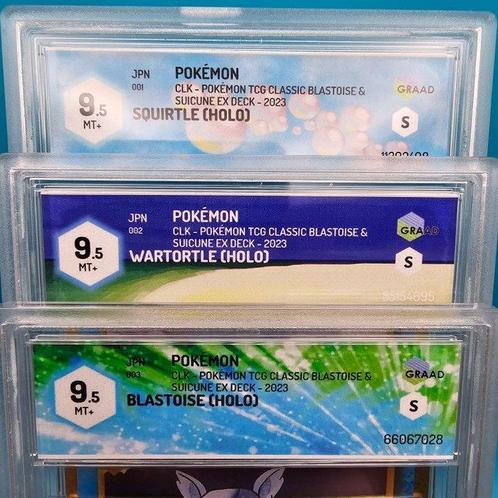 JPN POKÉMON
9.5 001 CLK - POKÉMON TCG CLASSIC BLASTOISE & GRAAD
MT+ SUICUNE EX DECK - 2023 S
SQUIRTLE (HOLO)
JPN POKÉMON
9.5 002 CLK - POKÉMON TCG CLASSIC BLASTOISE & GRAAD
MT+ SUICUNE EX DECK - 2023 S
WARTORTLE (HOLO)
JPN POKÉMON
9.5 003 CLK - POKÉMON TCG CLASSIC BLASTOISE & GRAAD
MT+ SUICUNE EX DECK - 2023 S
BLASTOISE (HOLO)
66067028